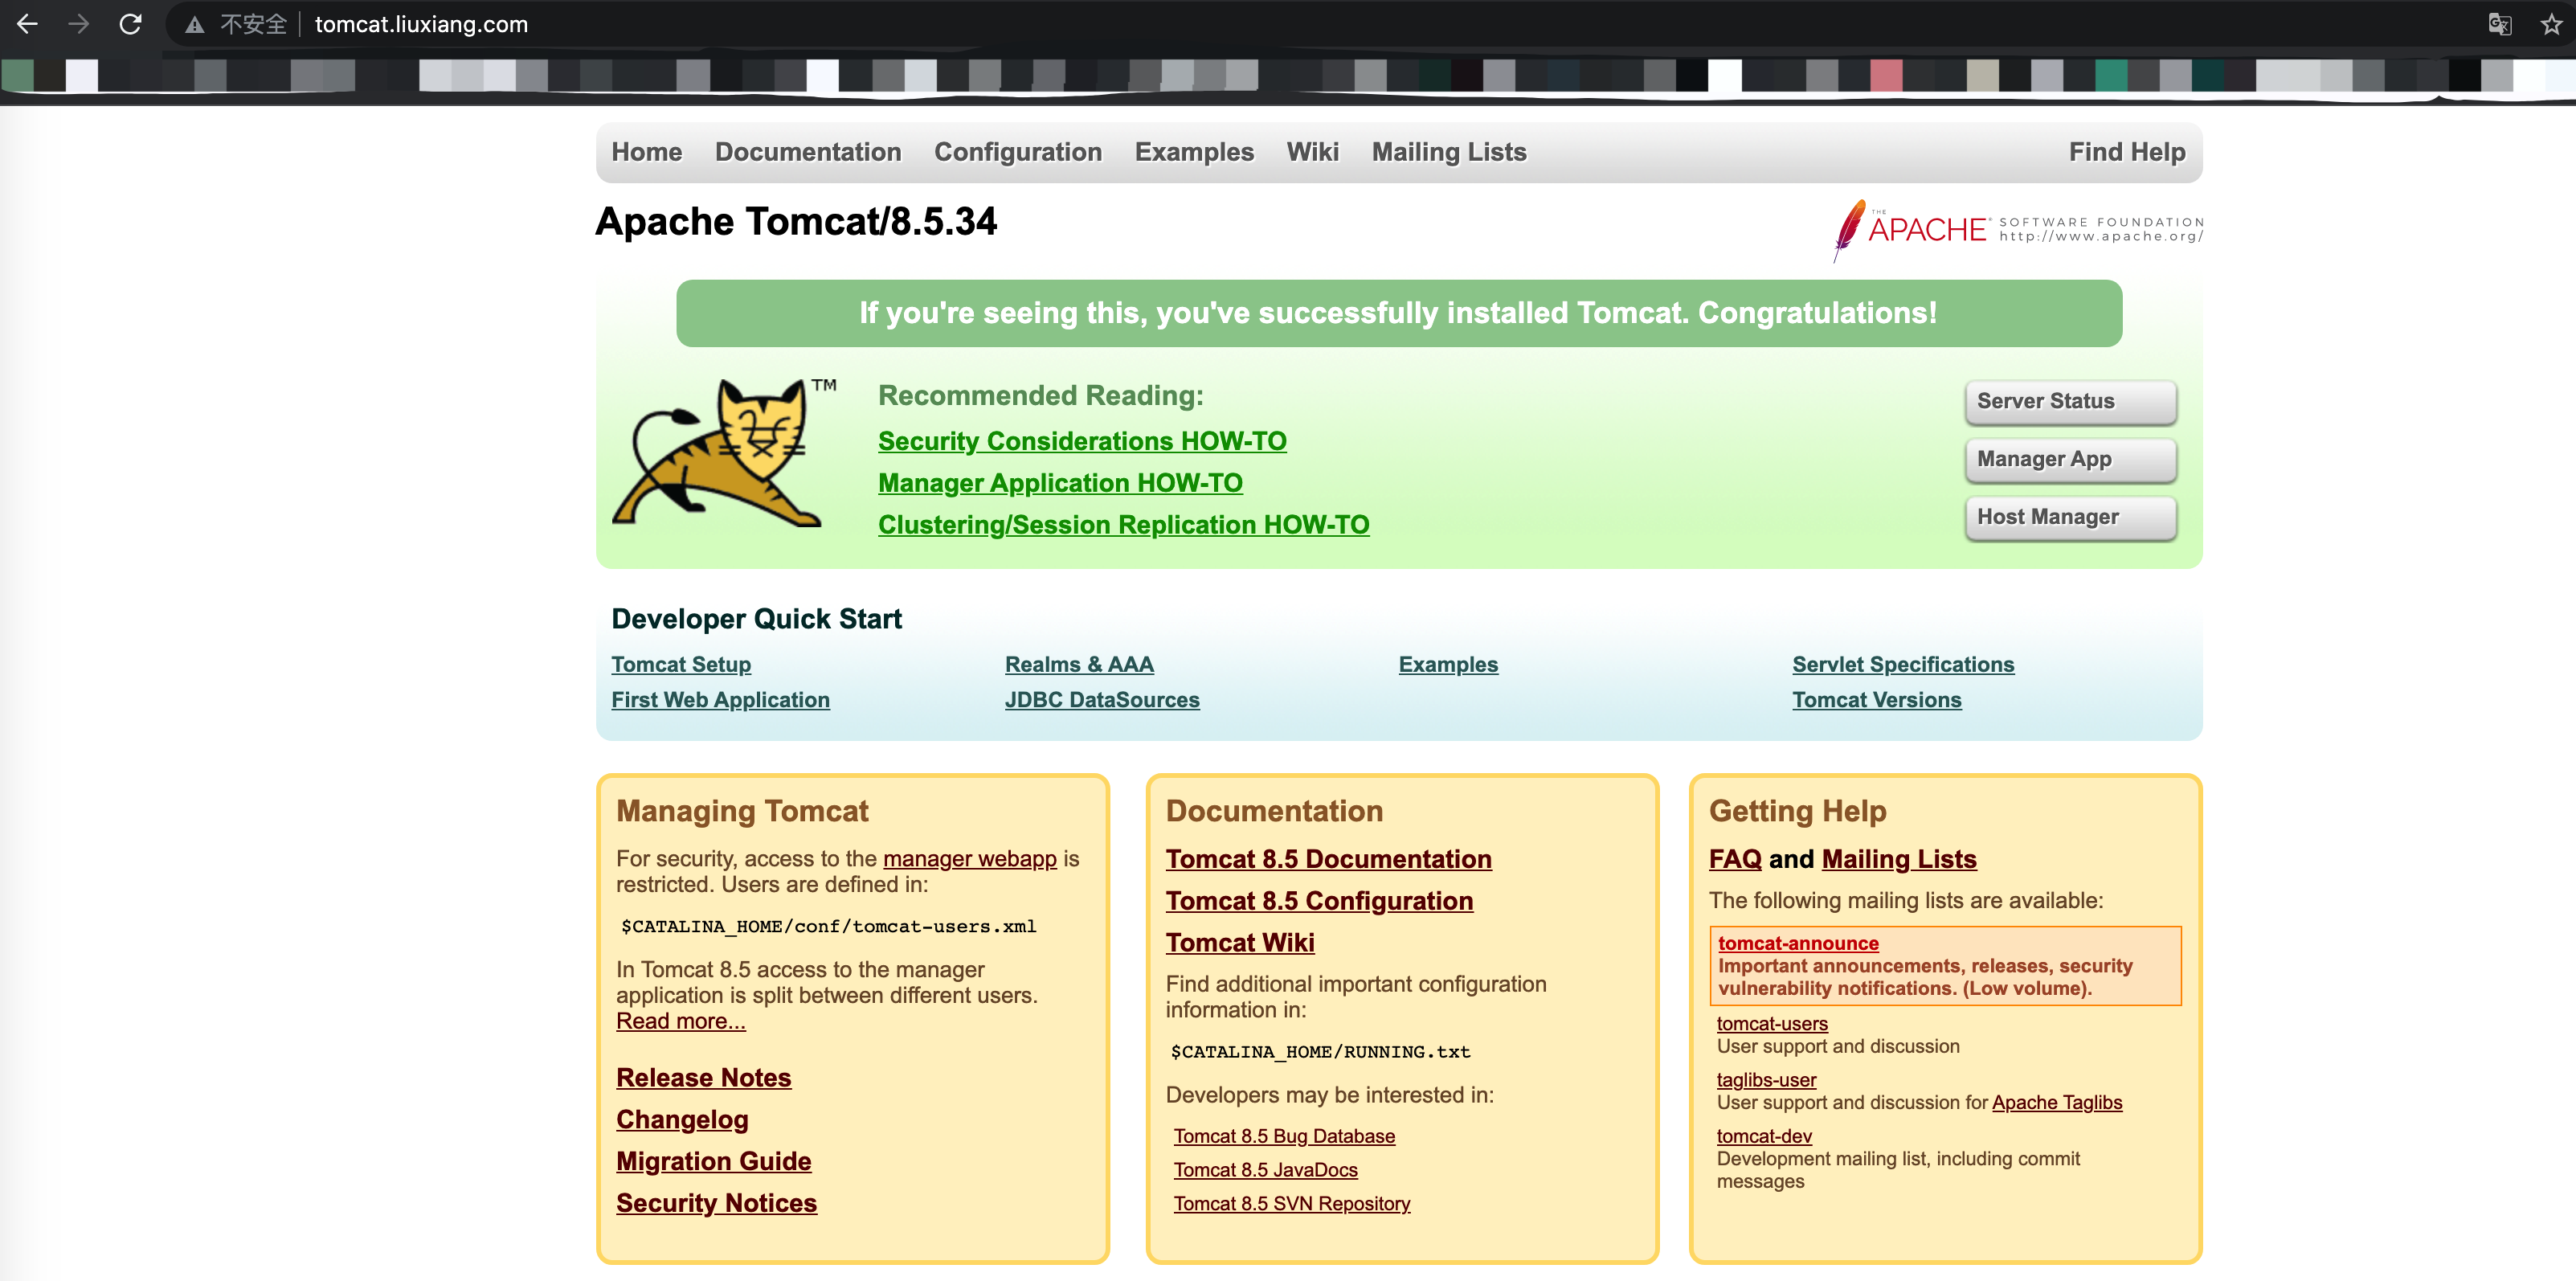 不安全 tomcat.liuxiang.com
Home Documentation Configuration Examples Wiki Mailing Lists Find Help
Apache Tomcat/8.5.34
THE APACHE® SOFTWARE FOUNDATION
http://www.apache.org/
If you're seeing this, you've successfully installed Tomcat. Congratulations!
TM
Recommended Reading:
Security Considerations HOW-TO
Manager Application HOW-TO
Clustering/Session Replication HOW-TO
Server Status
Manager App
Host Manager
Developer Quick Start
Tomcat Setup
First Web Application
Realms & AAA
JDBC DataSources
Examples
Servlet Specifications
Tomcat Versions
Managing Tomcat
For security, access to the manager webapp is
restricted. Users are defined in:
$CATALINA_HOME/conf/tomcat-users.xml
In Tomcat 8.5 access to the manager
application is split between different users.
Read more...
Release Notes
Changelog
Migration Guide
Security Notices
Documentation
Tomcat 8.5 Documentation
Tomcat 8.5 Configuration
Tomcat Wiki
Find additional important configuration
information in:
$CATALINA_HOME/RUNNING.txt
Developers may be interested in:
Tomcat 8.5 Bug Database
Tomcat 8.5 JavaDocs
Tomcat 8.5 SVN Repository
Getting Help
FAQ and Mailing Lists
The following mailing lists are available:
tomcat-announce
Important announcements, releases, security
vulnerability notifications. (Low volume).
tomcat-users
User support and discussion
taglibs-user
User support and discussion for Apache Taglibs
tomcat-dev
Development mailing list, including commit
messages